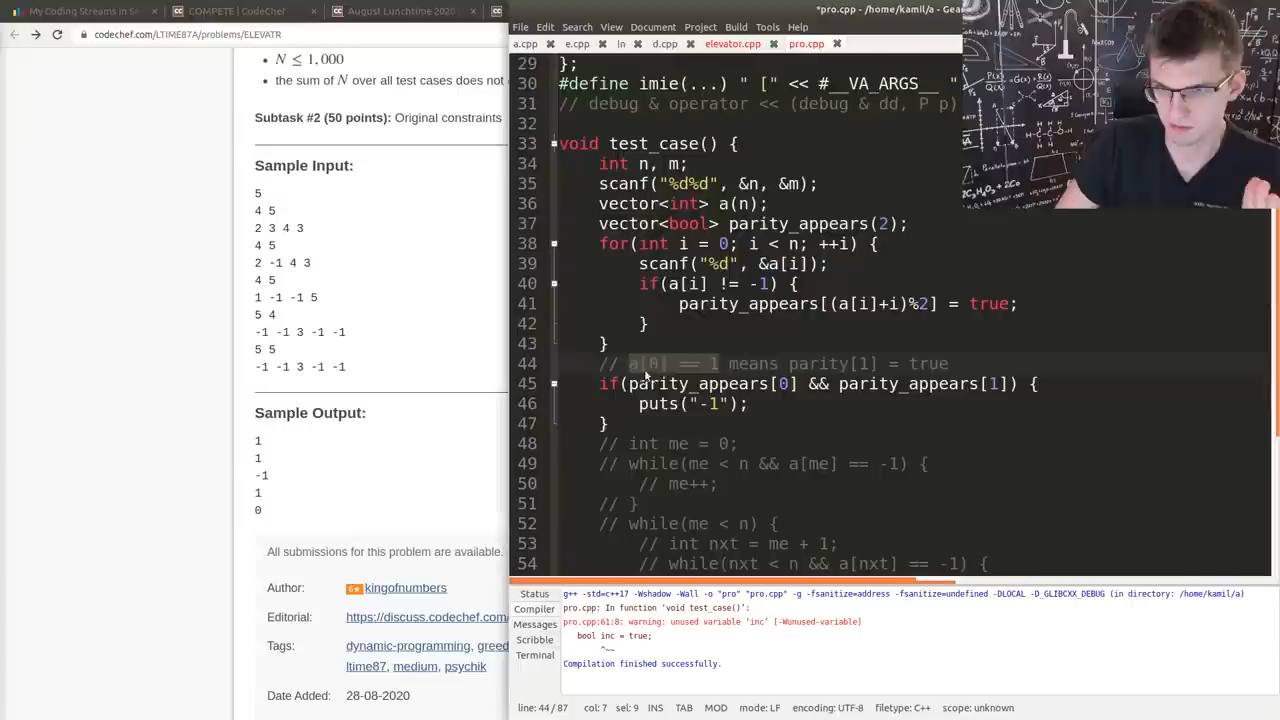 My Coding Streams in Se
COMPETE | CodeChef
August Lunchtime 2020
codechef.com/LTIME87A/problems/ELEVATR
N ≤ 1,000
the sum of N over all test cases does not
Subtask #2 (50 points): Original constraints
Sample Input:
5
4 5
2 3 4 3
4 5
2 -1 4 3
4 5
1 -1 -1 5
5 4
-1 -1 3 -1 -1
5 5
-1 -1 3 -1 -1
Sample Output:
1
1
-1
1
0
All submissions for this problem are available.
Author: 6★ kingofnumbers
Editorial: https://discuss.codechef.com/
Tags: dynamic-programming, greed
ltime87, medium, psychik
Date Added: 28-08-2020
*pro.cpp - /home/kamil/a - Gea
File Edit Search View Document Project Build Tools
a.cpp e.cpp in d.cpp elevator.cpp pro.cpp
29 };
30 #define imie(...) " [" << #__VA_ARGS__ "
31 // debug & operator << (debug & dd, P p)
32
33 void test_case() {
34 int n, m;
35 scanf("%d%d", &n, &m);
36 vector<int> a(n);
37 vector<bool> parity_appears(2);
38 for(int i = 0; i < n; ++i) {
39 scanf("%d", &a[i]);
40 if(a[i] != -1) {
41 parity_appears[(a[i]+i)%2] = true;
42 }
43 }
44 // a[0] == 1 means parity[1] = true
45 if(parity_appears[0] && parity_appears[1]) {
46 puts("-1");
47 }
48 // int me = 0;
49 // while(me < n && a[me] == -1) {
50 // me++;
51 // }
52 // while(me < n) {
53 // int nxt = me + 1;
54 // while(nxt < n && a[nxt] == -1) {
Status
Compiler
Messages
Scribble
Terminal
g++ -std=c++17 -Wshadow -Wall -o "pro" "pro.cpp" -g -fsanitize=address -fsanitize=undefined -DLOCAL -D_GLIBCXX_DEBUG (in directory: /home/kamil/a)
pro.cpp: In function 'void test_case()':
pro.cpp:61:8: warning: unused variable 'inc' [-Wunused-variable]
bool inc = true;
^~~
Compilation finished successfully.
line: 44 / 87 col: 7 sel: 9 INS TAB MOD mode: LF encoding: UTF-8 filetype: C++ scope: unknown